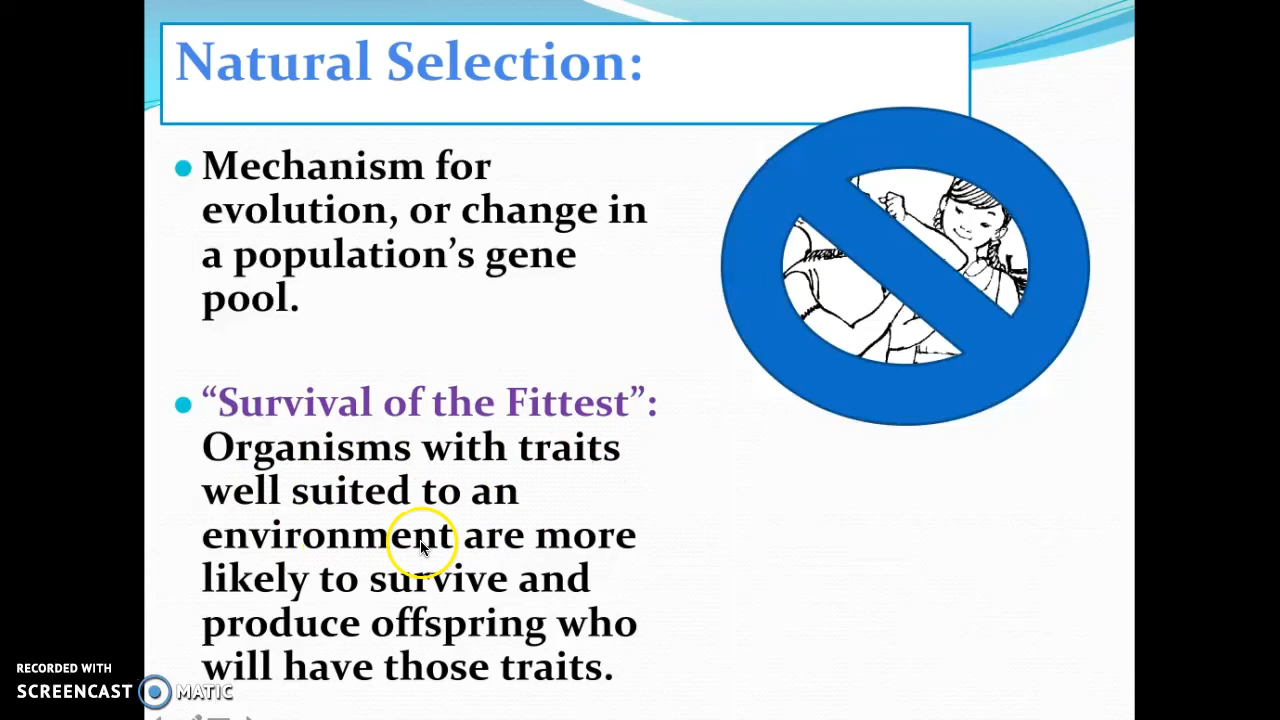 Natural Selection:
Mechanism for
evolution, or change in
a population’s gene
pool.
“Survival of the Fittest”:
Organisms with traits
well suited to an
environment are more
likely to survive and
produce offspring who
will have those traits.
RECORDED WITH
SCREENCAST MATIC